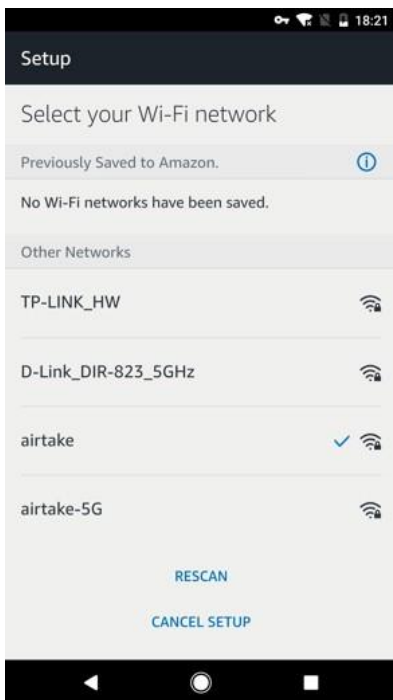 18:21
Setup
Select your Wi-Fi network
Previously Saved to Amazon.
No Wi-Fi networks have been saved.
Other Networks
TP-LINK_HW
D-Link_DIR-823_5GHz
airtake
airtake-5G
RESCAN
CANCEL SETUP